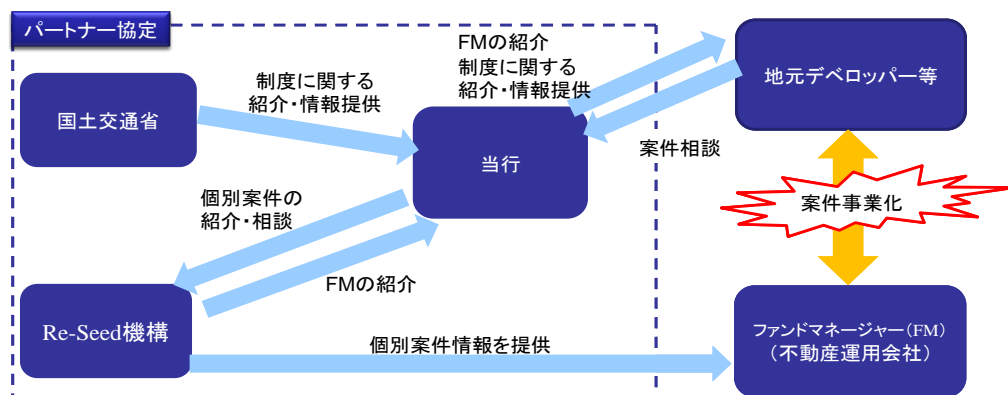 パートナー協定
国土交通省
制度に関する
紹介・情報提供
FMの紹介
制度に関する
紹介・情報提供
地元デベロッパー等
当行
案件相談
案件事業化
個別案件の
紹介・相談
FMの紹介
Re-Seed機構
個別案件情報を提供
ファンドマネージャー(FM)
(不動産運用会社)